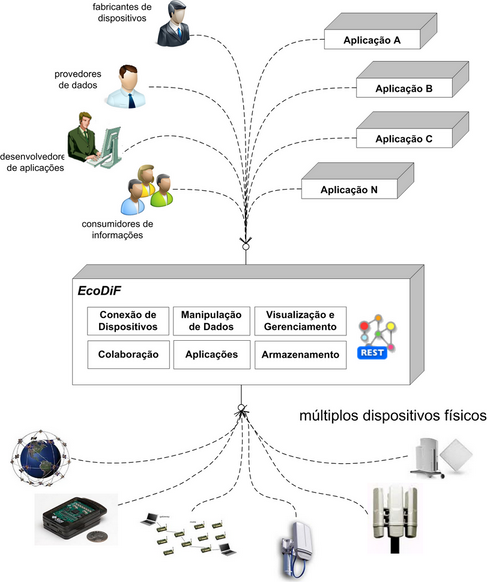 fabricantes de
dispositivos
Aplicação A
provedores
de dados
Aplicação B
desenvolvedore
de aplicações
Aplicação C
Aplicação N
consumidores de
informações
EcoDiF
Conexão de
Dispositivos
Manipulação
de Dados
Visualização e
Gerenciamento
Colaboração
Aplicações
Armazenamento
REST
múltiplos dispositivos físicos